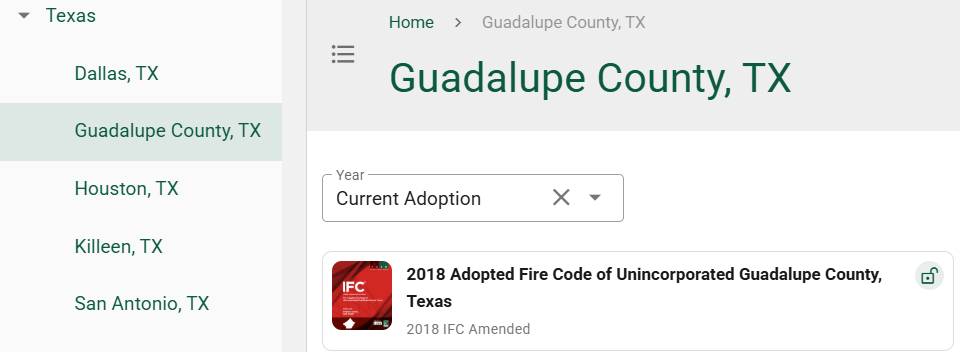 Texas
Dallas, TX
Guadalupe County, TX
Houston, TX
Killeen, TX
San Antonio, TX
Home > Guadalupe County, TX
Guadalupe County, TX
Year
Current Adoption
IFC
2018 Adopted Fire Code of Unincorporated Guadalupe County,
Texas
2018 IFC Amended